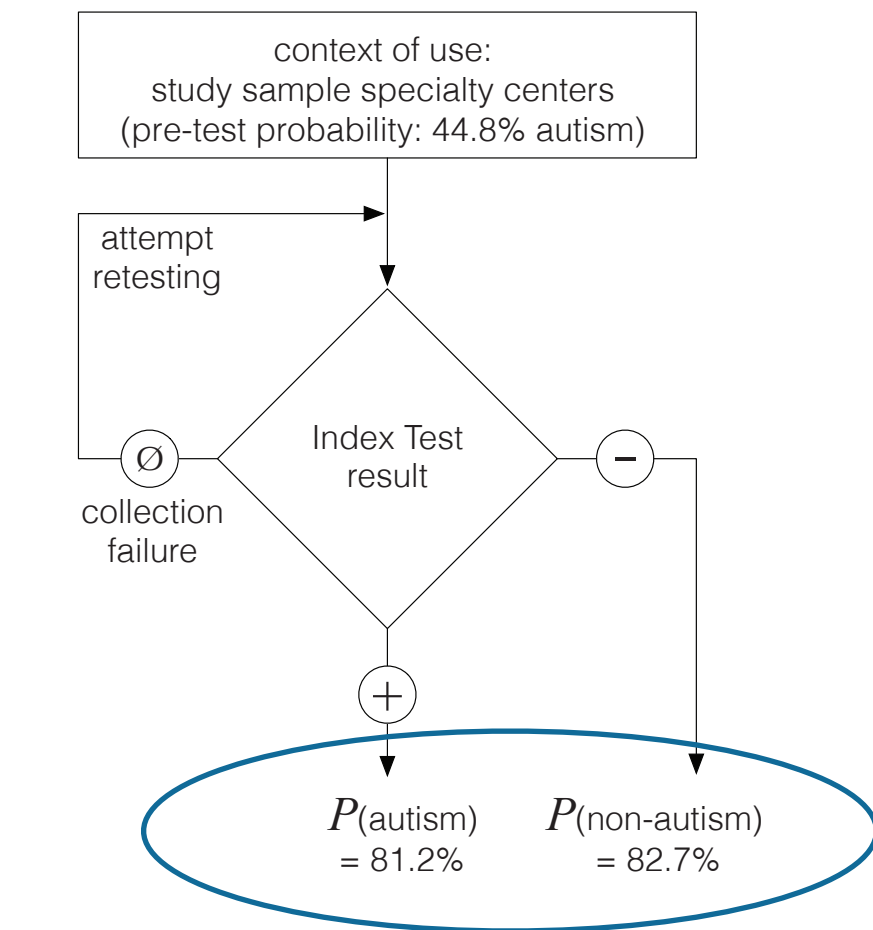 context of use:
study sample specialty centers
(pre-test probability: 44.8% autism)
attempt
retesting
Index Test
result
Ø
−
collection
failure
+
P(autism)
= 81.2%
P(non-autism)
= 82.7%